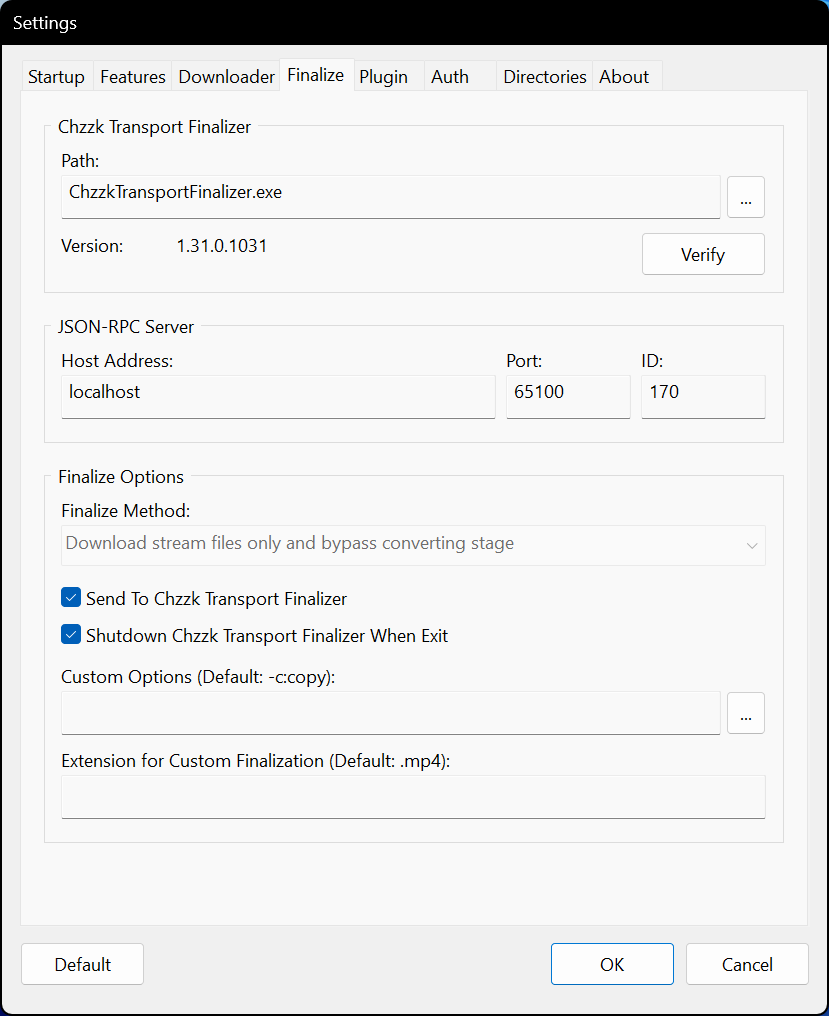 Settings
Startup Features Downloader Finalize Plugin Auth Directories About
Chzzk Transport Finalizer
Path:
ChzzkTransportFinalizer.exe
...
Version: 1.31.0.1031
Verify
JSON-RPC Server
Host Address: Port: ID:
localhost 65100 170
Finalize Options
Finalize Method:
Download stream files only and bypass converting stage
Send To Chzzk Transport Finalizer
Shutdown Chzzk Transport Finalizer When Exit
Custom Options (Default: -c:copy):
...
Extension for Custom Finalization (Default: .mp4):
Default OK Cancel